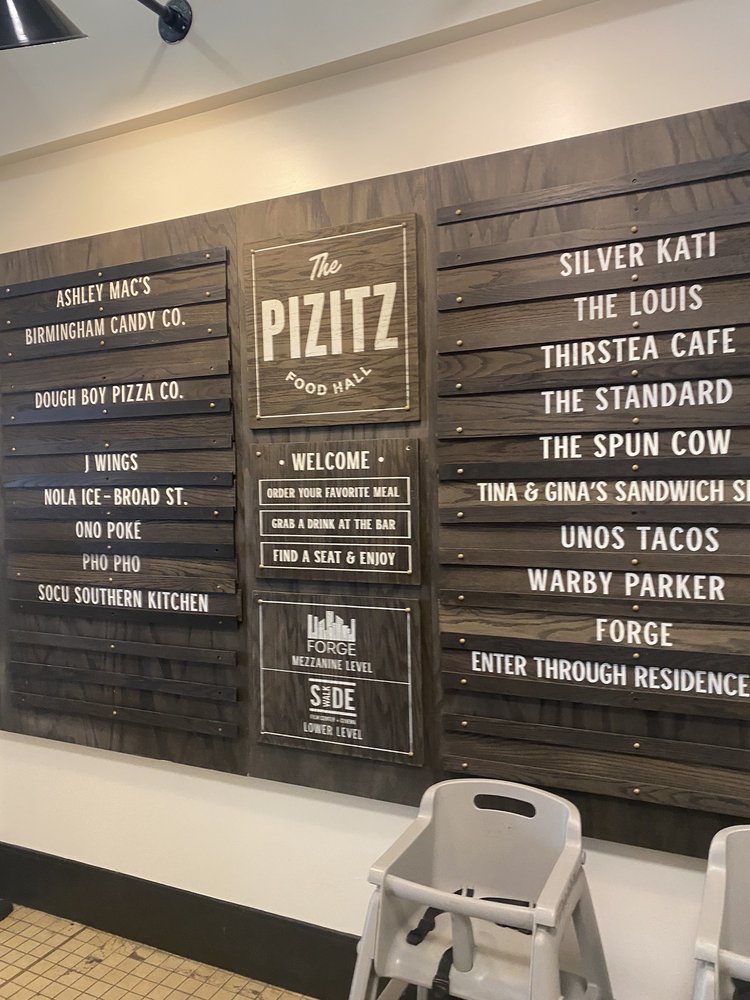 ASHLEY MAC'S
BIRMINGHAM CANDY CO.
DOUGH BOY PIZZA CO.
J WINGS
NOLA ICE-BROAD ST.
ONO POKÉ
PHO PHO
SOCU SOUTHERN KITCHEN
The
PIZITZ
FOOD HALL
• WELCOME •
ORDER YOUR FAVORITE MEAL
GRAB A DRINK AT THE BAR
FIND A SEAT & ENJOY
FORGE
MEZZANINE LEVEL
SIDE
WALK
LOWER LEVEL
SILVER KATI
THE LOUIS
THIRSTEA CAFE
THE STANDARD
THE SPUN COW
TINA & GINA'S SANDWICH
UNOS TACOS
WARBY PARKER
FORGE
ENTER THROUGH RESIDENCE